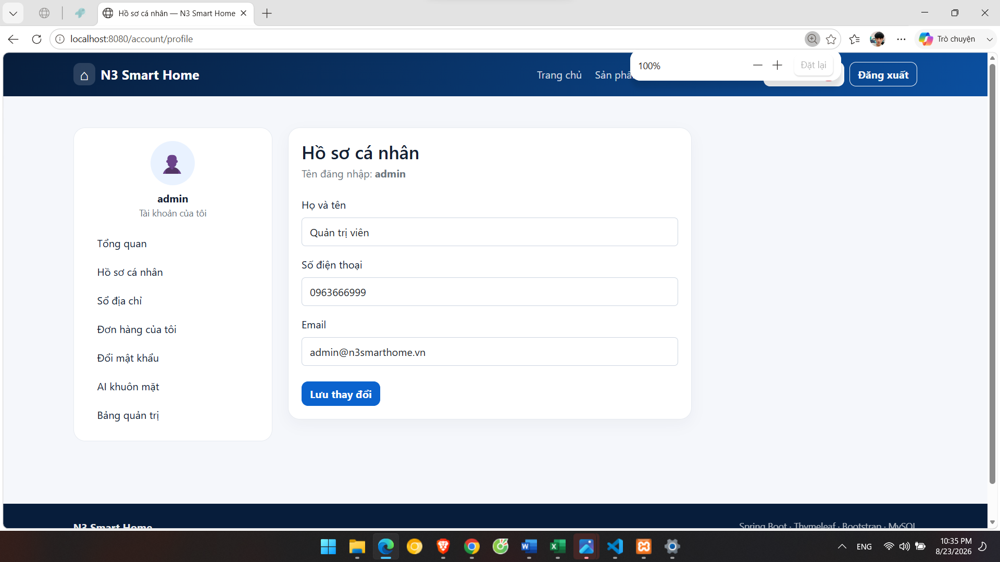 Hồ sơ cá nhân — N3 Smart Home
localhost:8080/account/profile
Trò chuyện
N3 Smart Home
Trang chủ
Sản
100%
Đặt lại
Đăng xuất
admin
Tài khoản của tôi
Tổng quan
Hồ sơ cá nhân
Sổ địa chỉ
Đơn hàng của tôi
Đổi mật khẩu
AI khuôn mặt
Bảng quản trị
Hồ sơ cá nhân
Tên đăng nhập: admin
Họ và tên
Quản trị viên
Số điện thoại
0963666999
Email
admin@n3smarthome.vn
Lưu thay đổi
N3 Smart Home
Spring Boot · Thymeleaf · Bootstrap · MySQL
ENG
10:35 PM
8/23/2026